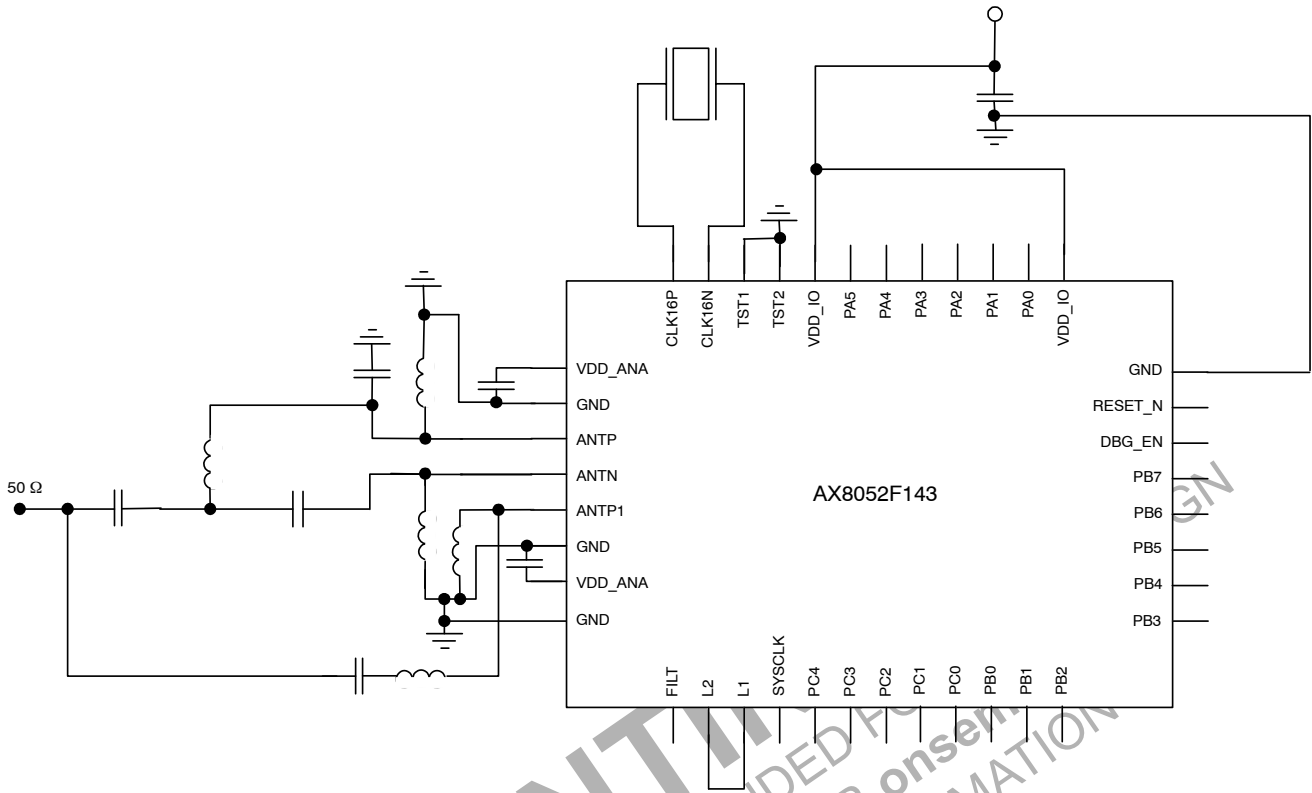 50 Ω
CLK16P
CLK16N
TST1
TST2
VDD_IO
PA5
PA4
PA3
PA2
PA1
PA0
VDD_IO
VDD_ANA
GND
ANTP
ANTN
ANTP1
GND
VDD_ANA
GND
AX8052F143
GND
RESET_N
DBG_EN
PB7
PB6
PB5
PB4
PB3
FILT
L2
L1
SYSCLK
PC4
PC3
PC2
PC1
PC0
PB0
PB1
PB2
onsem